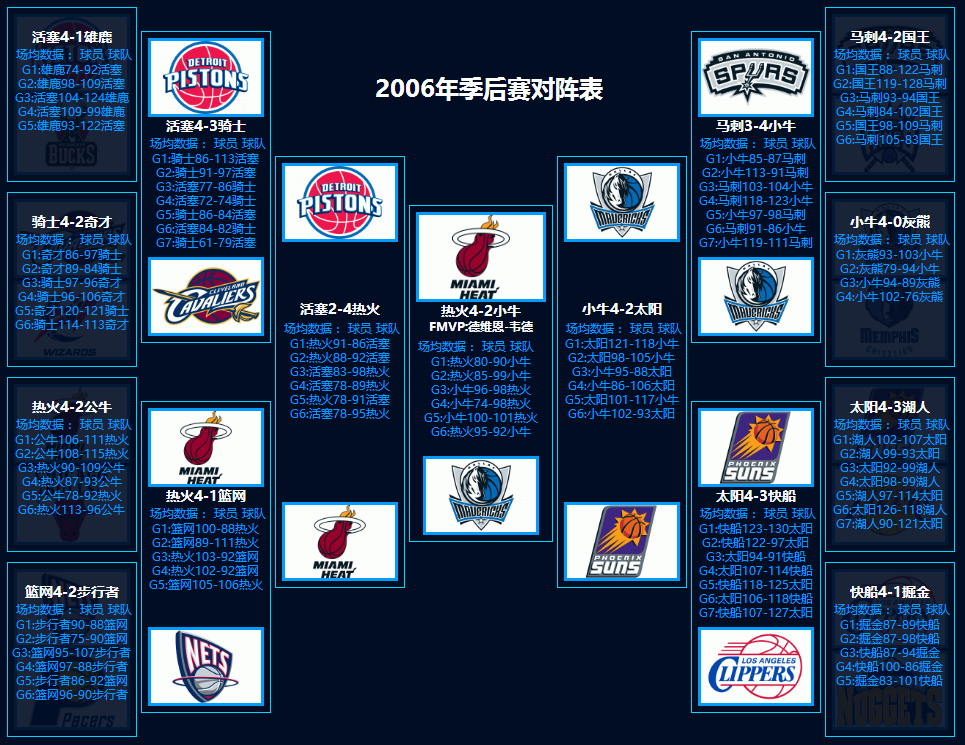 2006年季后赛对阵表
活塞4-1雄鹿
场均数据： 球员 球队
G1:雄鹿74-92活塞
G2:雄鹿98-109活塞
G3:活塞104-124雄鹿
G4:活塞109-99雄鹿
G5:雄鹿93-122活塞
BUCKS
骑士4-2奇才
场均数据： 球员 球队
G1:奇才86-97骑士
G2:奇才89-84骑士
G3:骑士97-96奇才
G4:骑士96-106奇才
G5:奇才120-121骑士
G6:骑士114-113奇才
WIZARDS
热火4-2公牛
场均数据： 球员 球队
G1:公牛106-111热火
G2:公牛108-115热火
G3:热火90-109公牛
G4:热火87-93公牛
G5:公牛78-92热火
G6:热火113-96公牛
篮网4-2步行者
场均数据： 球员 球队
G1:步行者90-88篮网
G2:步行者75-90篮网
G3:篮网95-107步行者
G4:篮网97-88步行者
G5:步行者86-92篮网
G6:篮网96-90步行者
Pacers
DETROIT
PISTONS
活塞4-3骑士
场均数据： 球员 球队
G1:骑士86-113活塞
G2:骑士91-97活塞
G3:活塞77-86骑士
G4:活塞72-74骑士
G5:骑士86-84活塞
G6:活塞84-82骑士
G7:骑士61-79活塞
CLEVELAND
CAVALIERS
MIAMI
HEAT
热火4-1篮网
场均数据： 球员 球队
G1:篮网100-88热火
G2:篮网89-111热火
G3:热火103-92篮网
G4:热火102-92篮网
G5:篮网105-106热火
NETS
DETROIT
PISTONS
活塞2-4热火
场均数据： 球员 球队
G1:热火91-86活塞
G2:热火88-92活塞
G3:活塞83-98热火
G4:活塞78-89热火
G5:热火78-91活塞
G6:活塞78-95热火
MIAMI
HEAT
MIAMI
HEAT
热火4-2小牛
FMVP:德维恩-韦德
场均数据： 球员 球队
G1:热火80-90小牛
G2:热火85-99小牛
G3:小牛96-98热火
G4:小牛74-98热火
G5:小牛100-101热火
G6:热火95-92小牛
MAVERICKS
MAVERICKS
小牛4-2太阳
场均数据： 球员 球队
G1:太阳121-118小牛
G2:太阳98-105小牛
G3:小牛95-88太阳
G4:小牛86-106太阳
G5:太阳101-117小牛
G6:小牛102-93太阳
PHOENIX
SUNS
SAN ANTONIO
SPURS
马刺3-4小牛
场均数据： 球员 球队
G1:小牛85-87马刺
G2:小牛113-91马刺
G3:马刺103-104小牛
G4:马刺118-123小牛
G5:小牛97-98马刺
G6:马刺91-86小牛
G7:小牛119-111马刺
MAVERICKS
PHOENIX
SUNS
太阳4-3快船
场均数据： 球员 球队
G1:快船123-130太阳
G2:快船122-97太阳
G3:太阳94-91快船
G4:太阳107-114快船
G5:快船118-125太阳
G6:太阳106-118快船
G7:快船107-127太阳
LOS ANGELES
CLIPPERS
马刺4-2国王
场均数据： 球员 球队
G1:国王88-122马刺
G2:国王119-128马刺
G3:马刺93-94国王
G4:马刺84-102国王
G5:国王98-109马刺
G6:马刺105-83国王
小牛4-0灰熊
场均数据： 球员 球队
G1:灰熊93-103小牛
G2:灰熊79-94小牛
G3:小牛94-89灰熊
G4:小牛102-76灰熊
MEMPHIS
GRIZZLIES
太阳4-3湖人
场均数据： 球员 球队
G1:湖人102-107太阳
G2:湖人99-93太阳
G3:太阳92-99湖人
G4:太阳98-99湖人
G5:湖人97-114太阳
G6:太阳126-118湖人
G7:湖人90-121太阳
快船4-1掘金
场均数据： 球员 球队
G1:掘金87-89快船
G2:掘金87-98快船
G3:快船87-94掘金
G4:快船100-86掘金
G5:掘金83-101快船
NUGGETS